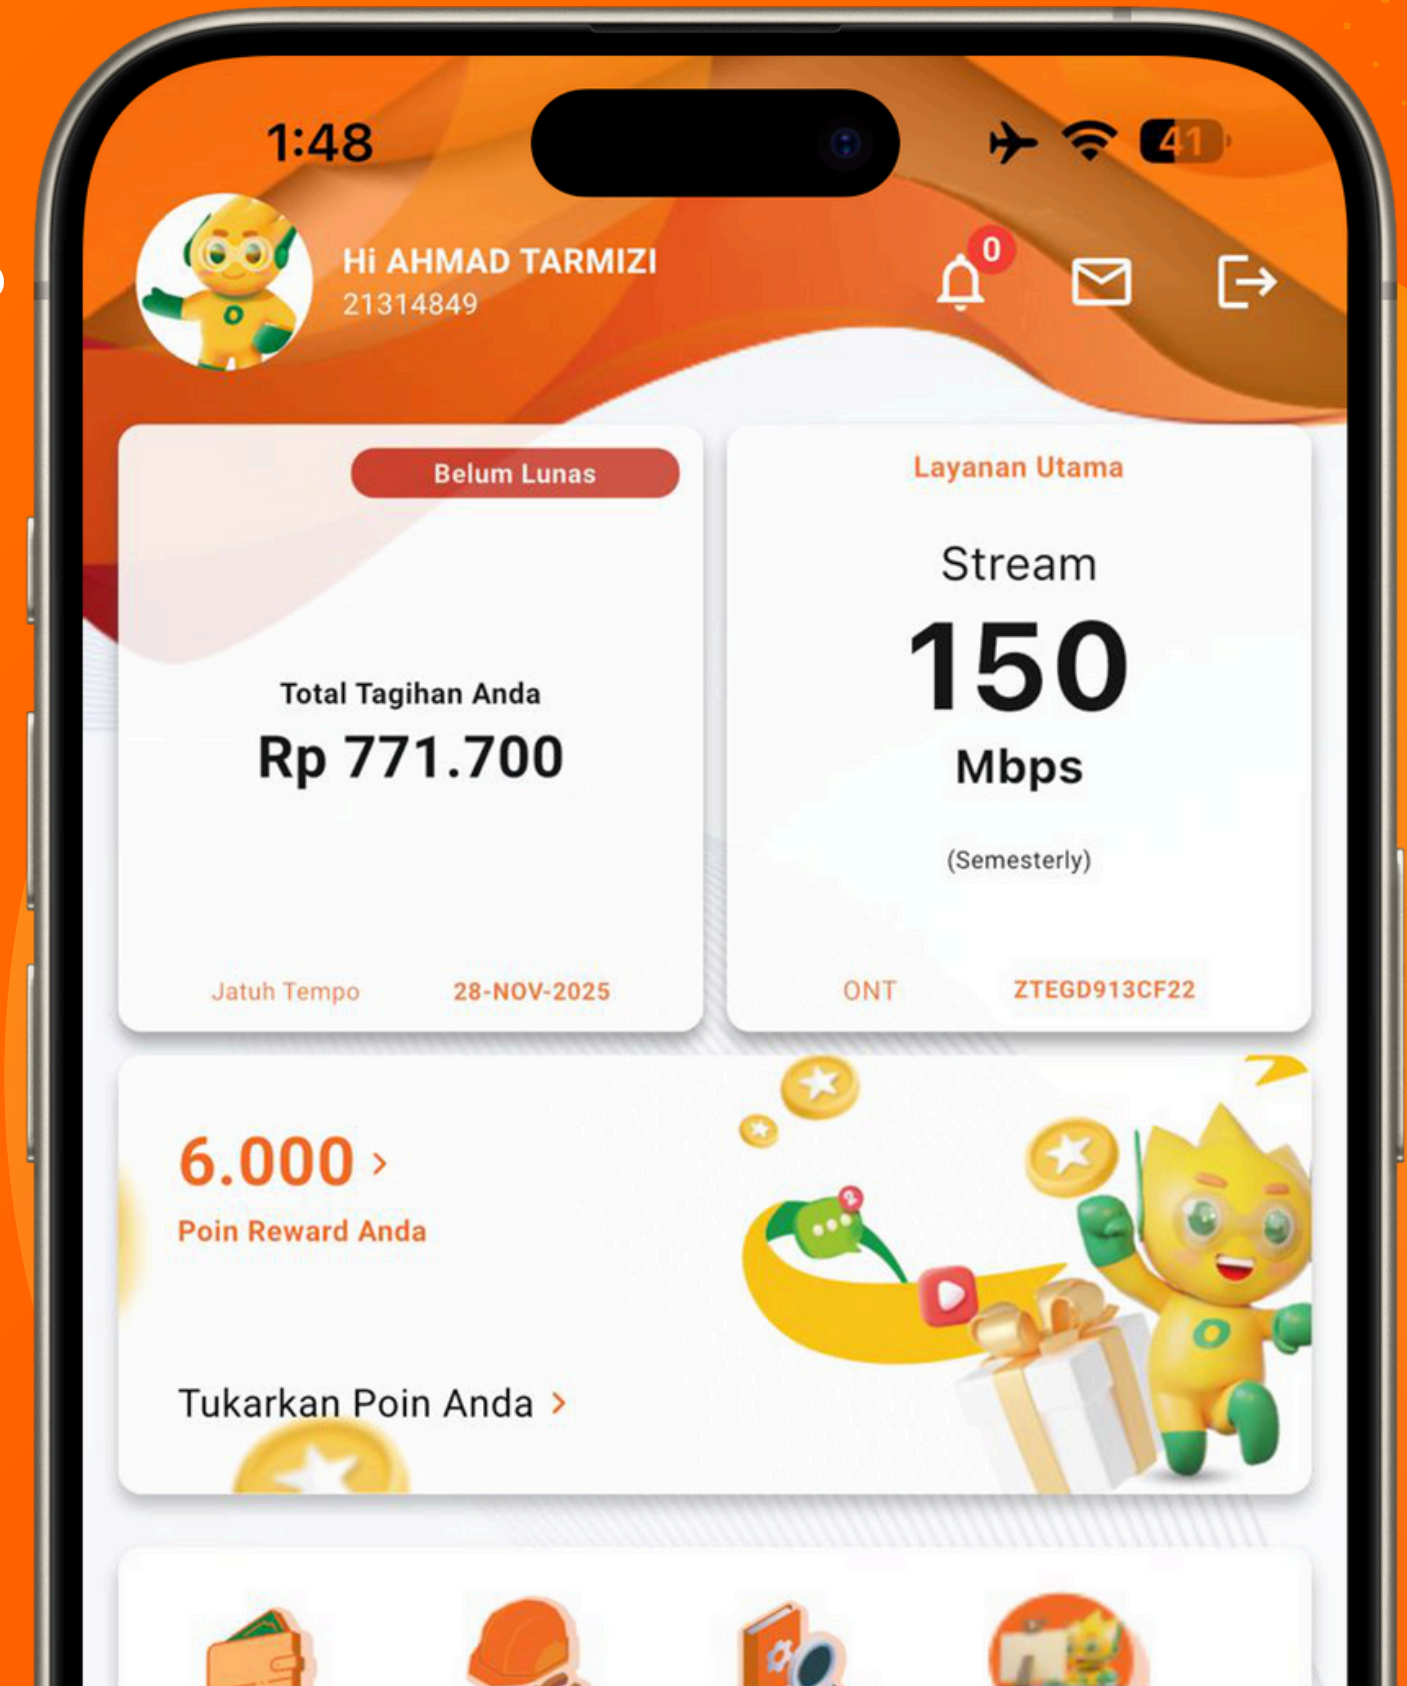 1:48
41
Hi AHMAD TARMIZI
21314849
0
Belum Lunas
Total Tagihan Anda
Rp 771.700
Jatuh Tempo 28-NOV-2025
Layanan Utama
Stream
150
Mbps
(Semesterly)
ONT ZTEGD913CF22
6.000 >
Poin Reward Anda
2
Tukarkan Poin Anda >